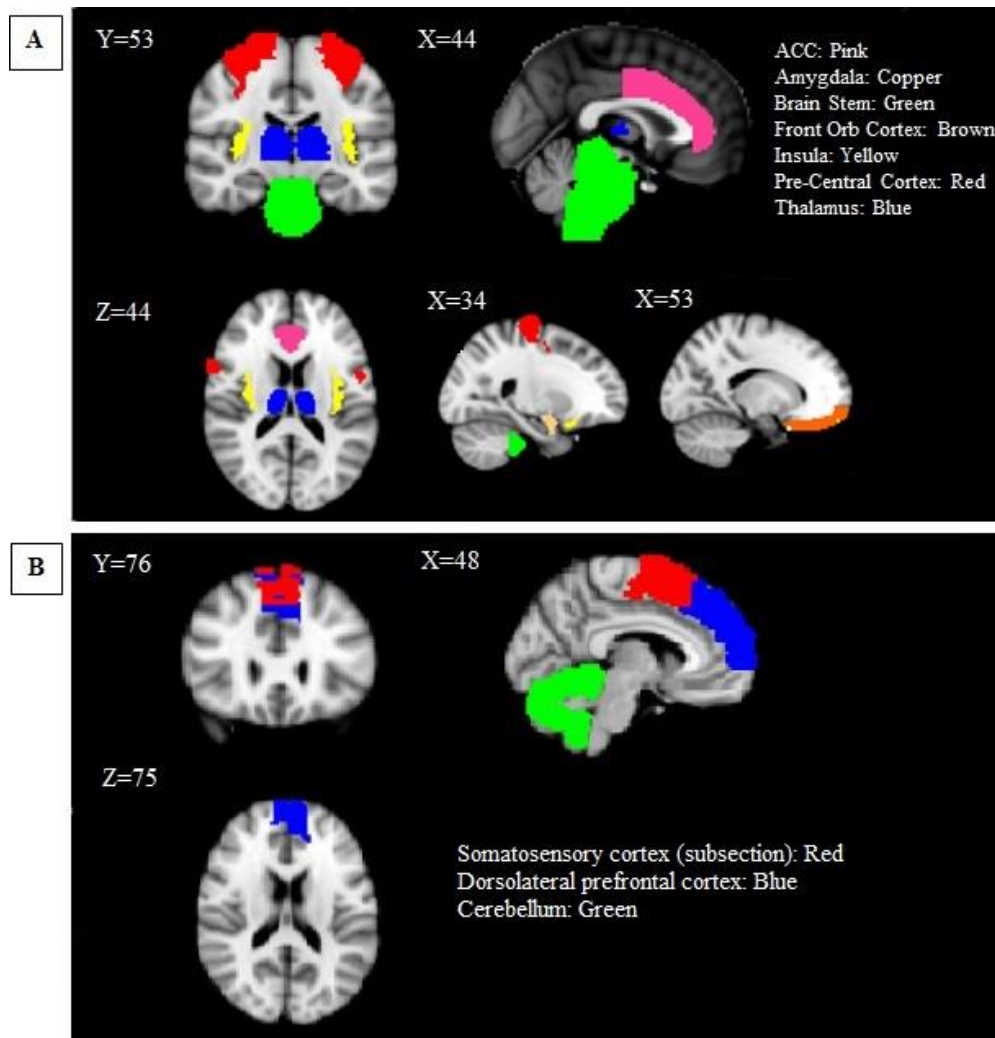 A
Y=53
X=44
ACC: Pink
Amygdala: Copper
Brain Stem: Green
Front Orb Cortex: Brown
Insula: Yellow
Pre-Central Cortex: Red
Thalamus: Blue
Z=44
X=34
X=53
B
Y=76
X=48
Z=75
Somatosensory cortex (subsection): Red
Dorsolateral prefrontal cortex: Blue
Cerebellum: Green